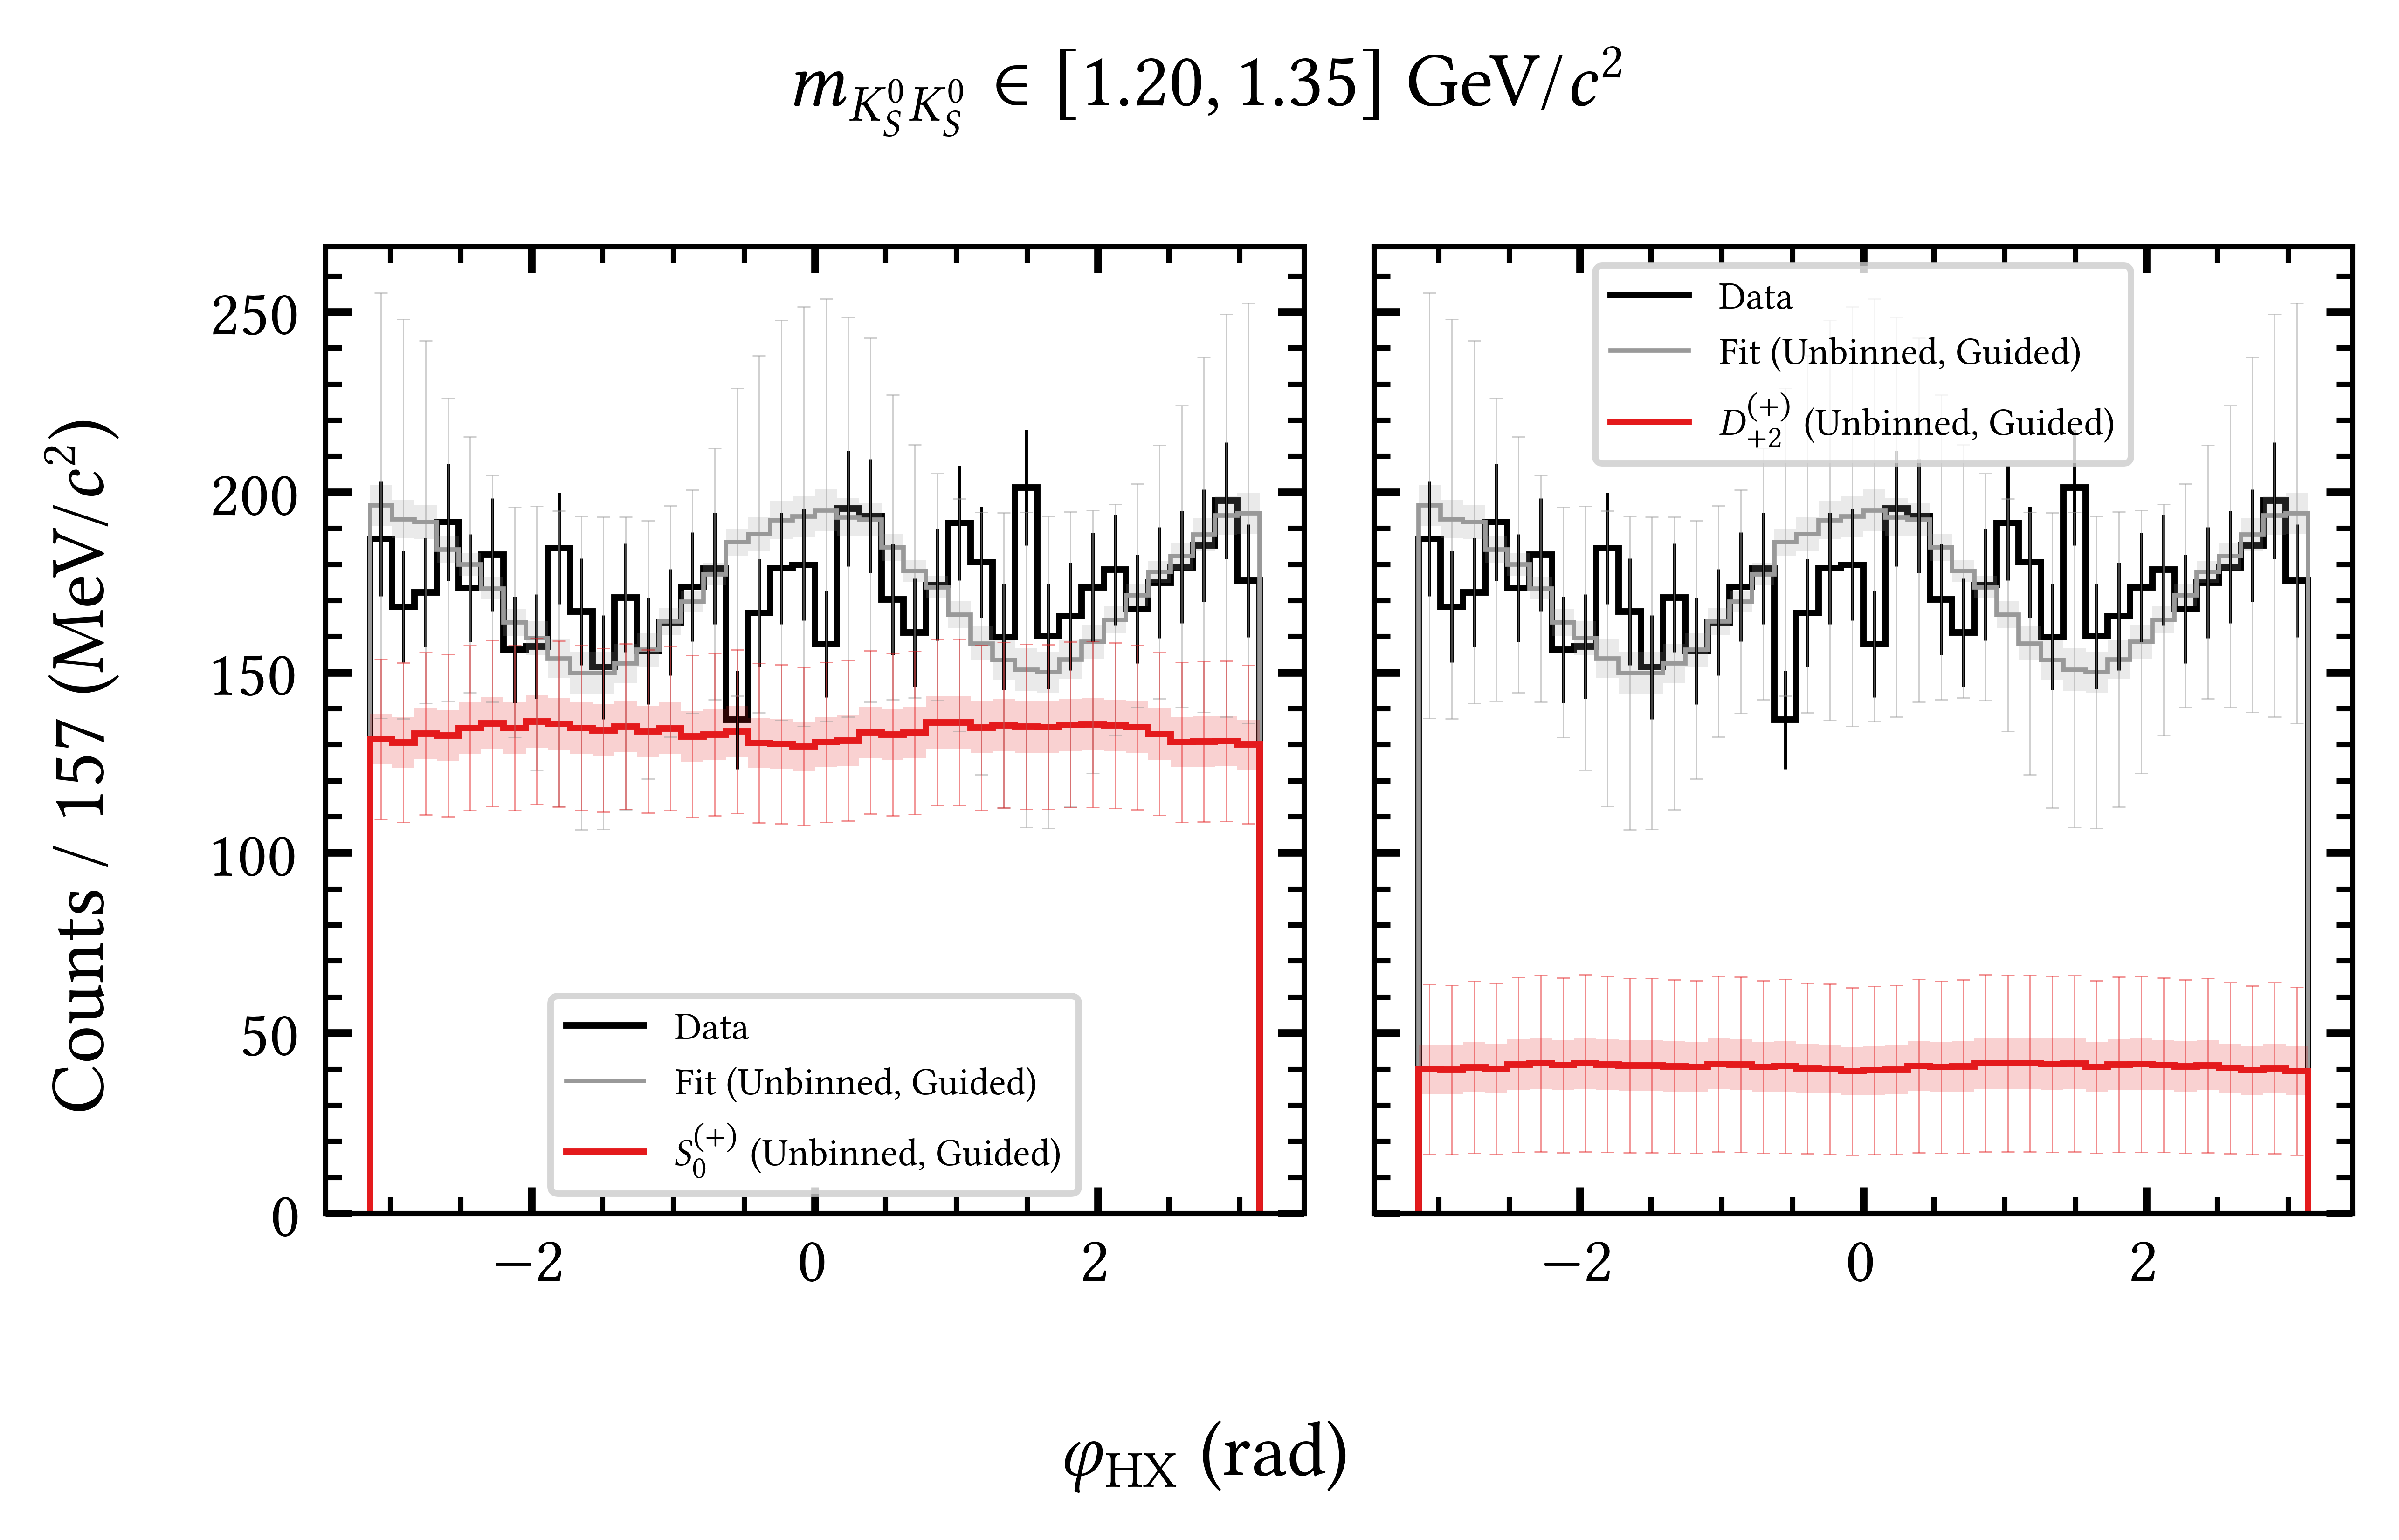 m_{K_S^0 K_S^0} ∈ [1.20, 1.35] GeV/c²
Counts / 157 (MeV/c²)
250
200
150
100
50
0
Data
Fit (Unbinned, Guided)
S_0^{(+)} (Unbinned, Guided)
−2
0
2
Data
Fit (Unbinned, Guided)
D_{+2}^{(+)} (Unbinned, Guided)
−2
0
2
φ_{HX} (rad)